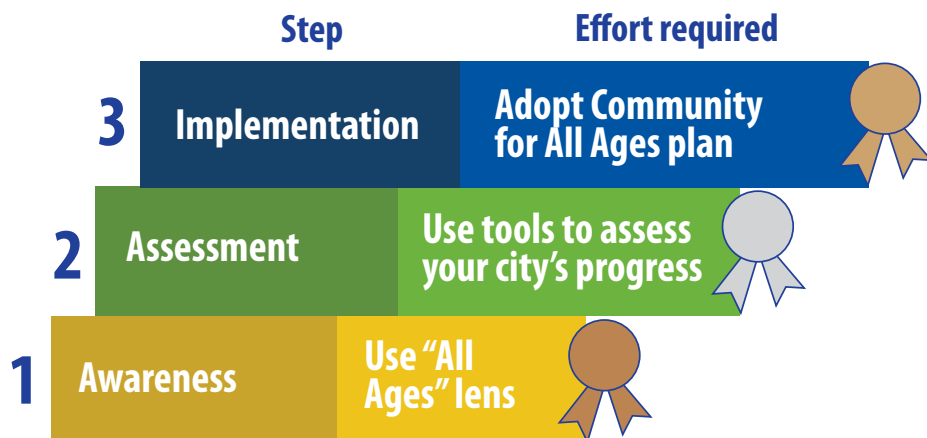 Step Effort required
3 Implementation Adopt Community
for All Ages plan
2 Assessment Use tools to assess
your city’s progress
1 Awareness Use “All
Ages” lens